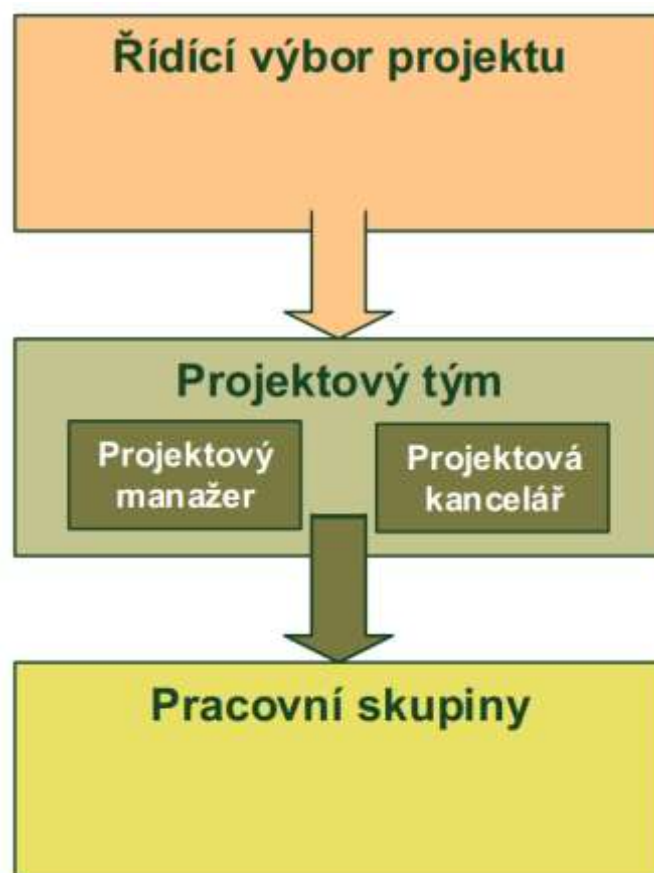 Řídící výbor projektu
Projektový tým
Projektový
manažer
Projektová
kancelář
Pracovní skupiny